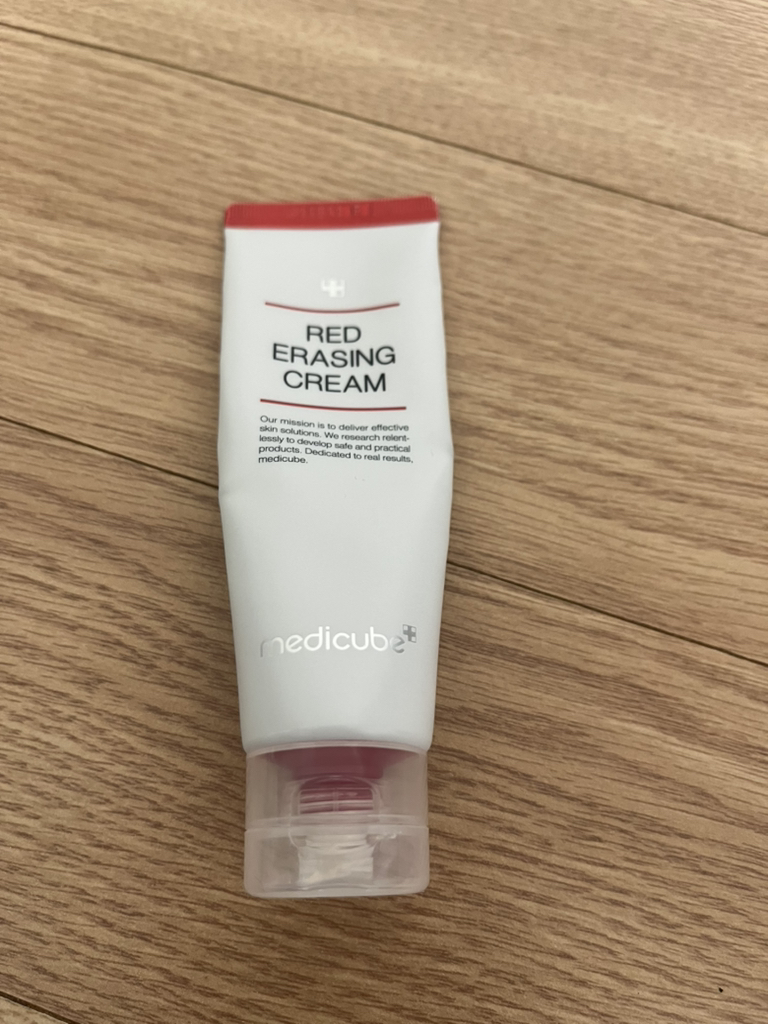 RED
ERASING
CREAM
Our mission is to deliver effective
skin solutions. We research relent-
lessly to develop safe and practical
products. Dedicated to real results,
medicube.
medicube